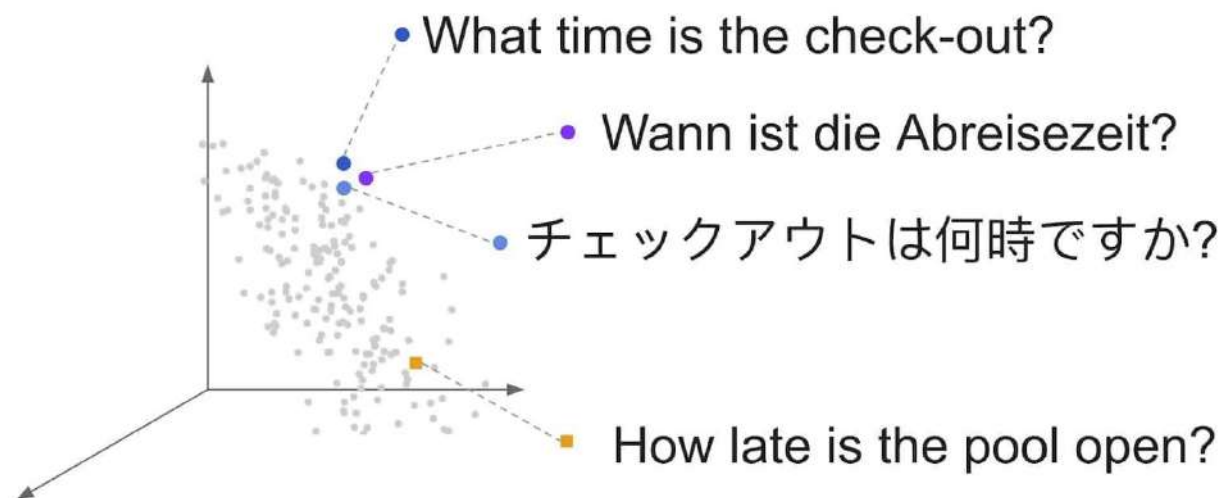 What time is the check-out?
Wann ist die Abreisezeit?
チェックアウトは何時ですか?
How late is the pool open?